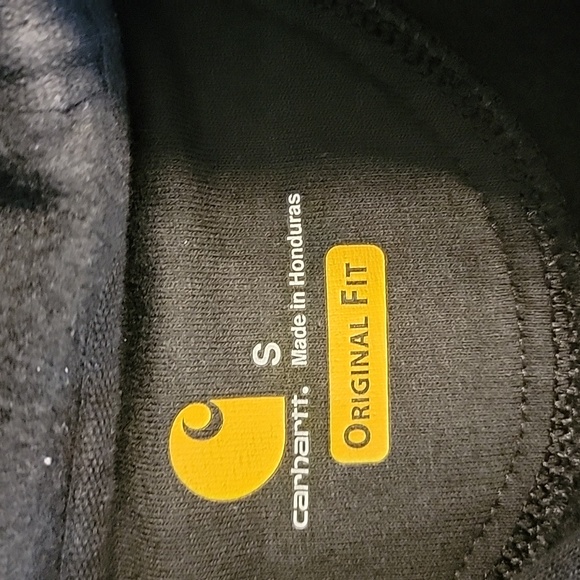 S
carhartt. Made in Honduras
ORIGINAL FIT